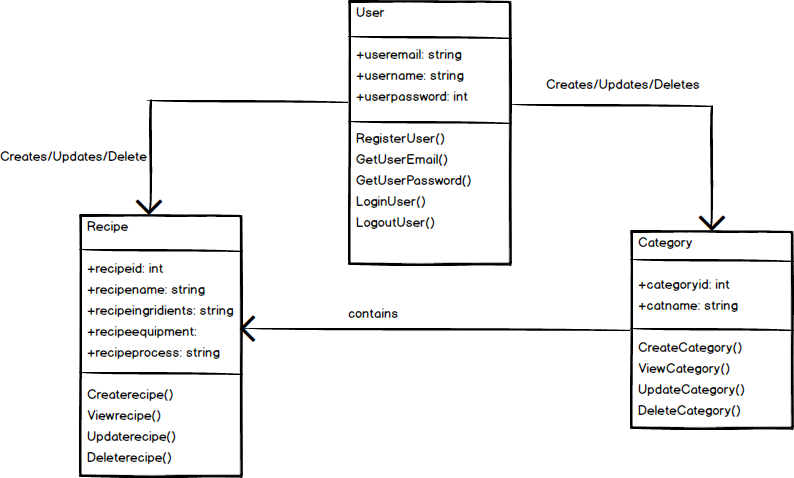 User
+useremail: string
+username: string
+userpassword: int
RegisterUser()
GetUserEmail()
GetUserPassword()
LoginUser()
LogoutUser()
Creates/Updates/Deletes
Creates/Updates/Delete
Recipe
+recipeid: int
+recipename: string
+recipeingridients: string
+recipeequipment:
+recipeprocess: string
Createrecipe()
Viewrecipe()
Updaterecipe()
Deleterecipe()
contains
Category
+categoryid: int
+catname: string
CreateCategory()
ViewCategory()
UpdateCategory()
DeleteCategory()